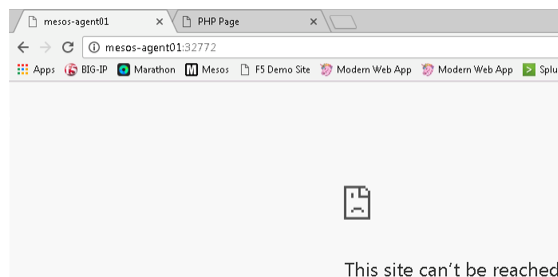 mesos-agent01 × PHP Page ×
mesos-agent01:32772
Apps BIG-IP Marathon M Mesos F5 Demo Site Modern Web App Modern Web App > Splu
This site can't be reached